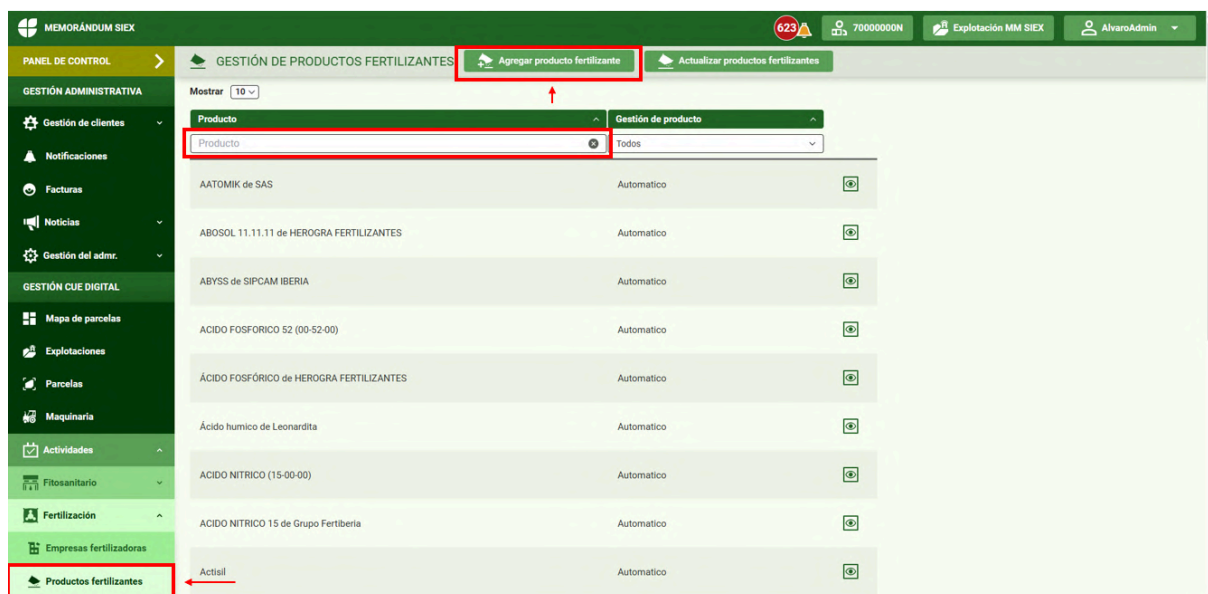 MEMORÁNDUM SIEX
623
70000000N
Explotación MM SIEX
AlvaroAdmin
PANEL DE CONTROL
GESTIÓN DE PRODUCTOS FERTILIZANTES
Agregar producto fertilizante
Actualizar productos fertilizantes
GESTIÓN ADMINISTRATIVA
Gestión de clientes
Notificaciones
Facturas
Noticias
Gestión del admr.
GESTIÓN CUE DIGITAL
Mapa de parcelas
Explotaciones
Parcelas
Maquinaria
Actividades
Fitosanitario
Fertilización
Empresas fertilizadoras
Productos fertilizantes
Mostrar 10
Producto Gestión de producto
Producto Todos
AATOMIK de SAS Automatico
ABOSOL 11.11.11 de HEROGRA FERTILIZANTES Automatico
ABYSS de SIPCAM IBERIA Automatico
ACIDO FOSFORICO 52 (00-52-00) Automatico
ÁCIDO FOSFÓRICO de HEROGRA FERTILIZANTES Automatico
Ácido humico de Leonardita Automatico
ACIDO NITRICO (15-00-00) Automatico
ACIDO NITRICO 15 de Grupo Fertiberia Automatico
Actisil Automatico